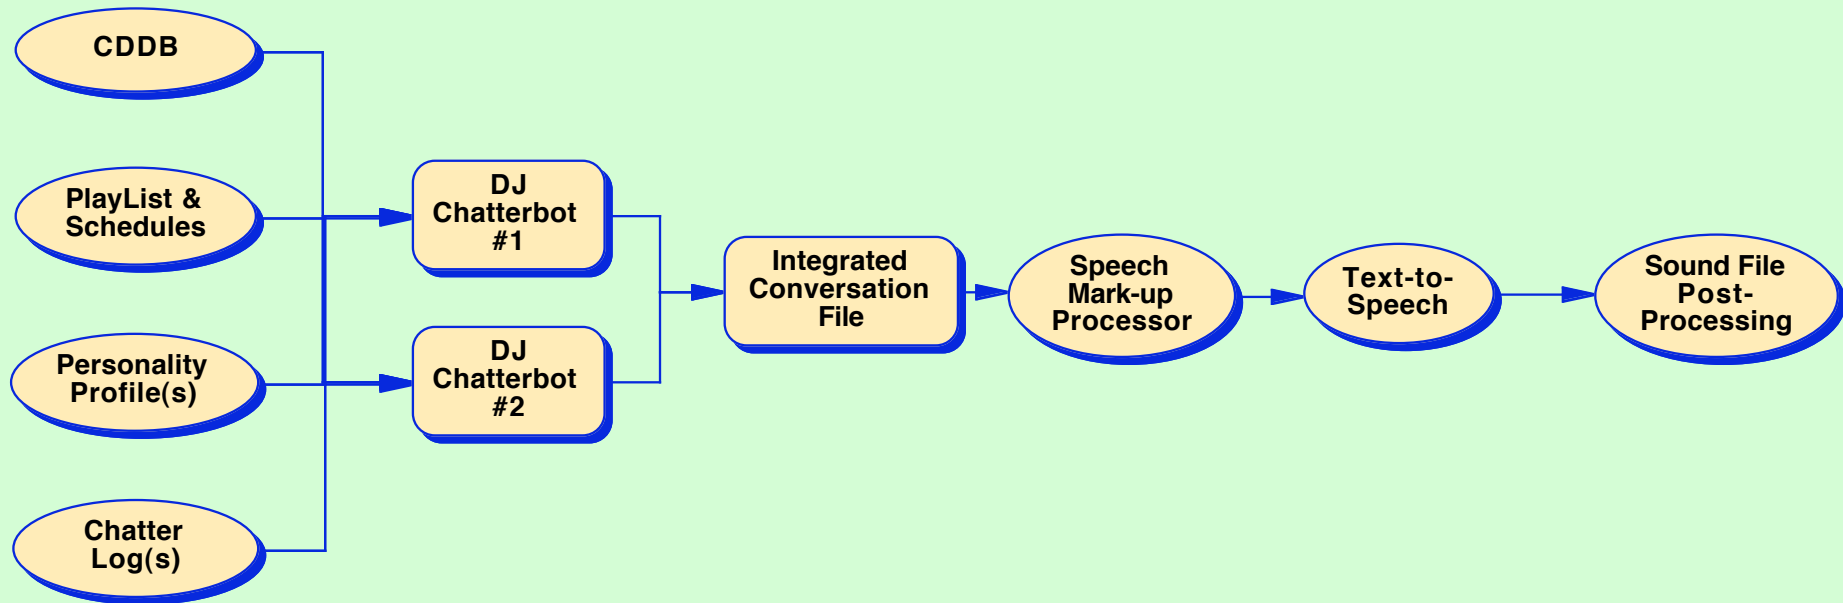 CDDB
PlayList &
Schedules
Personality
Profile(s)
Chatter
Log(s)
DJ
Chatterbot
#1
DJ
Chatterbot
#2
Integrated
Conversation
File
Speech
Mark-up
Processor
Text-to-
Speech
Sound File
Post-
Processing